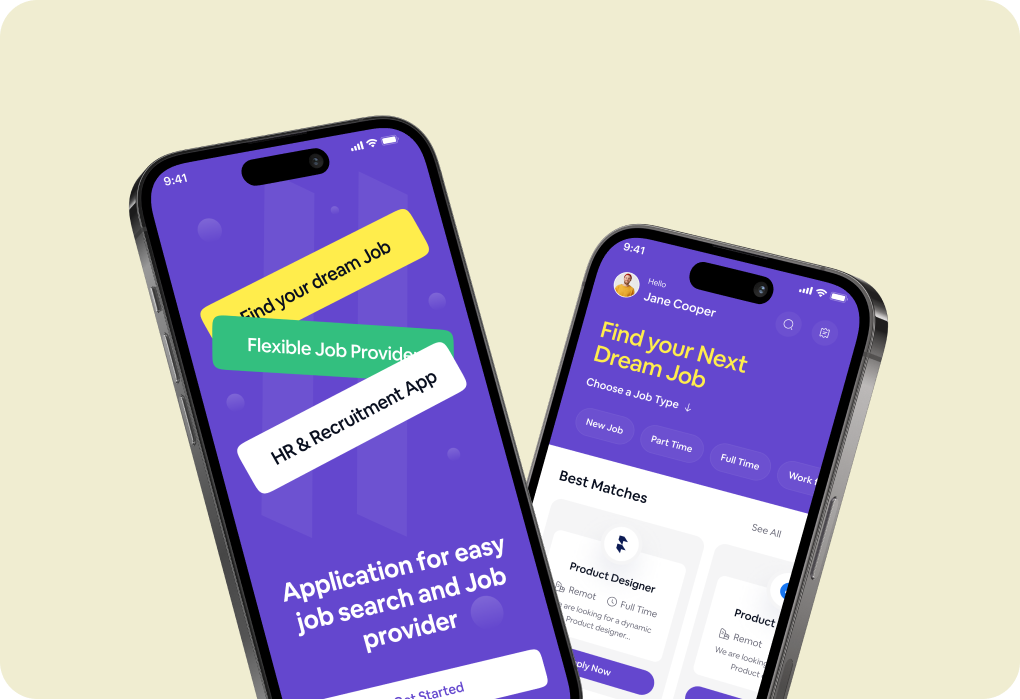 9:41
Find your dream Job
Flexible Job Provider
HR & Recruitment App
Application for easy
job search and Job
provider
Get Started
9:41
Hello
Jane Cooper
Find your Next
Dream Job
Choose a Job Type ↓
New Job
Part Time
Full Time
Work
Best Matches
See All
Product Designer
Remot
Full Time
are looking for a dynamic
Product designer...
Apply Now
Product
Remot
We are looking
Product